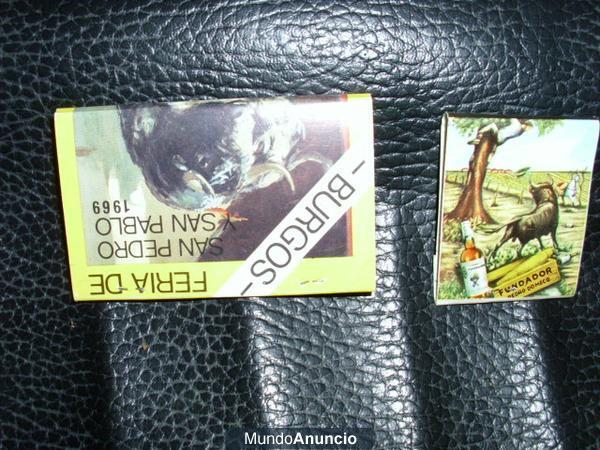 FERIA DE
SAN PEDRO
Y SAN PABLO
1969
– BURGOS –
FUNDADOR
PEDRO DOMECQ
MundoAnuncio